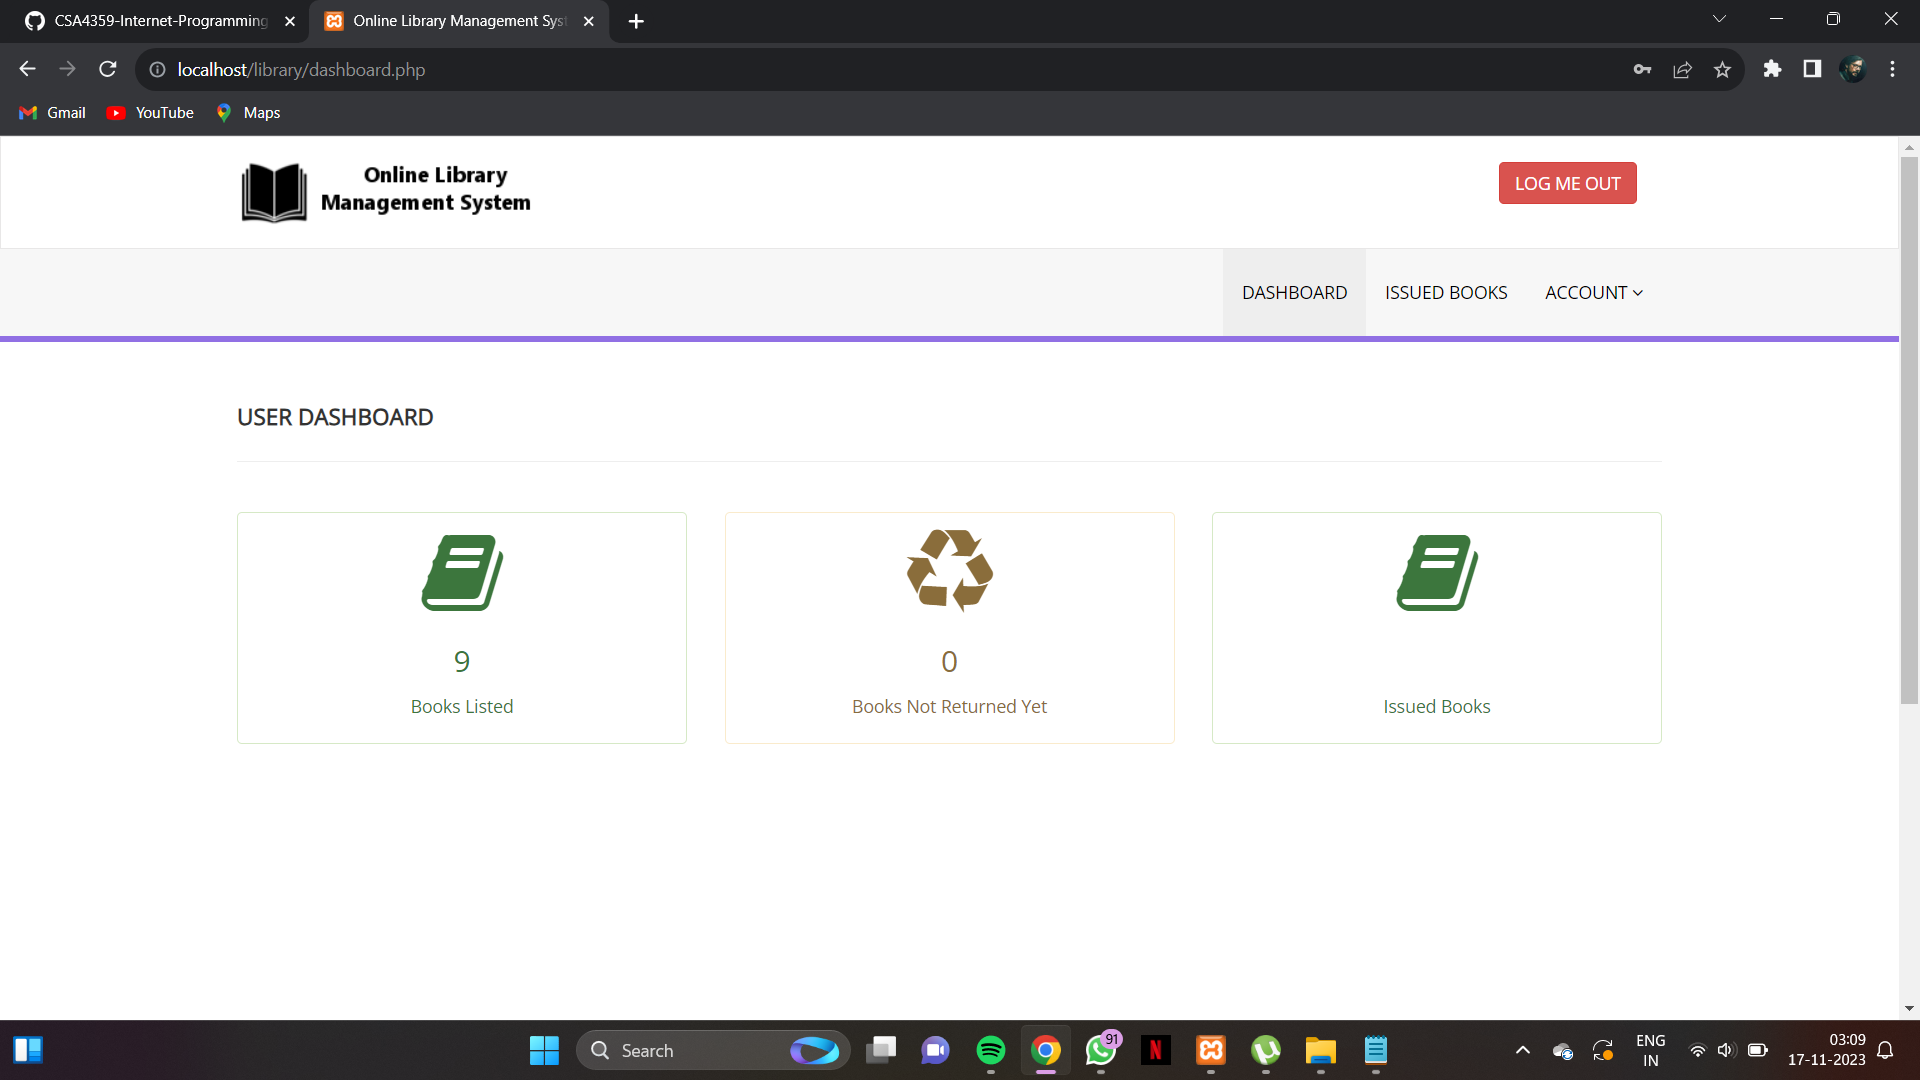 CSA4359-Internet-Programming
Online Library Management Syst
localhost/library/dashboard.php
Gmail
YouTube
Maps
Online Library
Management System
LOG ME OUT
DASHBOARD
ISSUED BOOKS
ACCOUNT
USER DASHBOARD
9
Books Listed
0
Books Not Returned Yet
Issued Books
Search
91
N
ENG
IN
03:09
17-11-2023